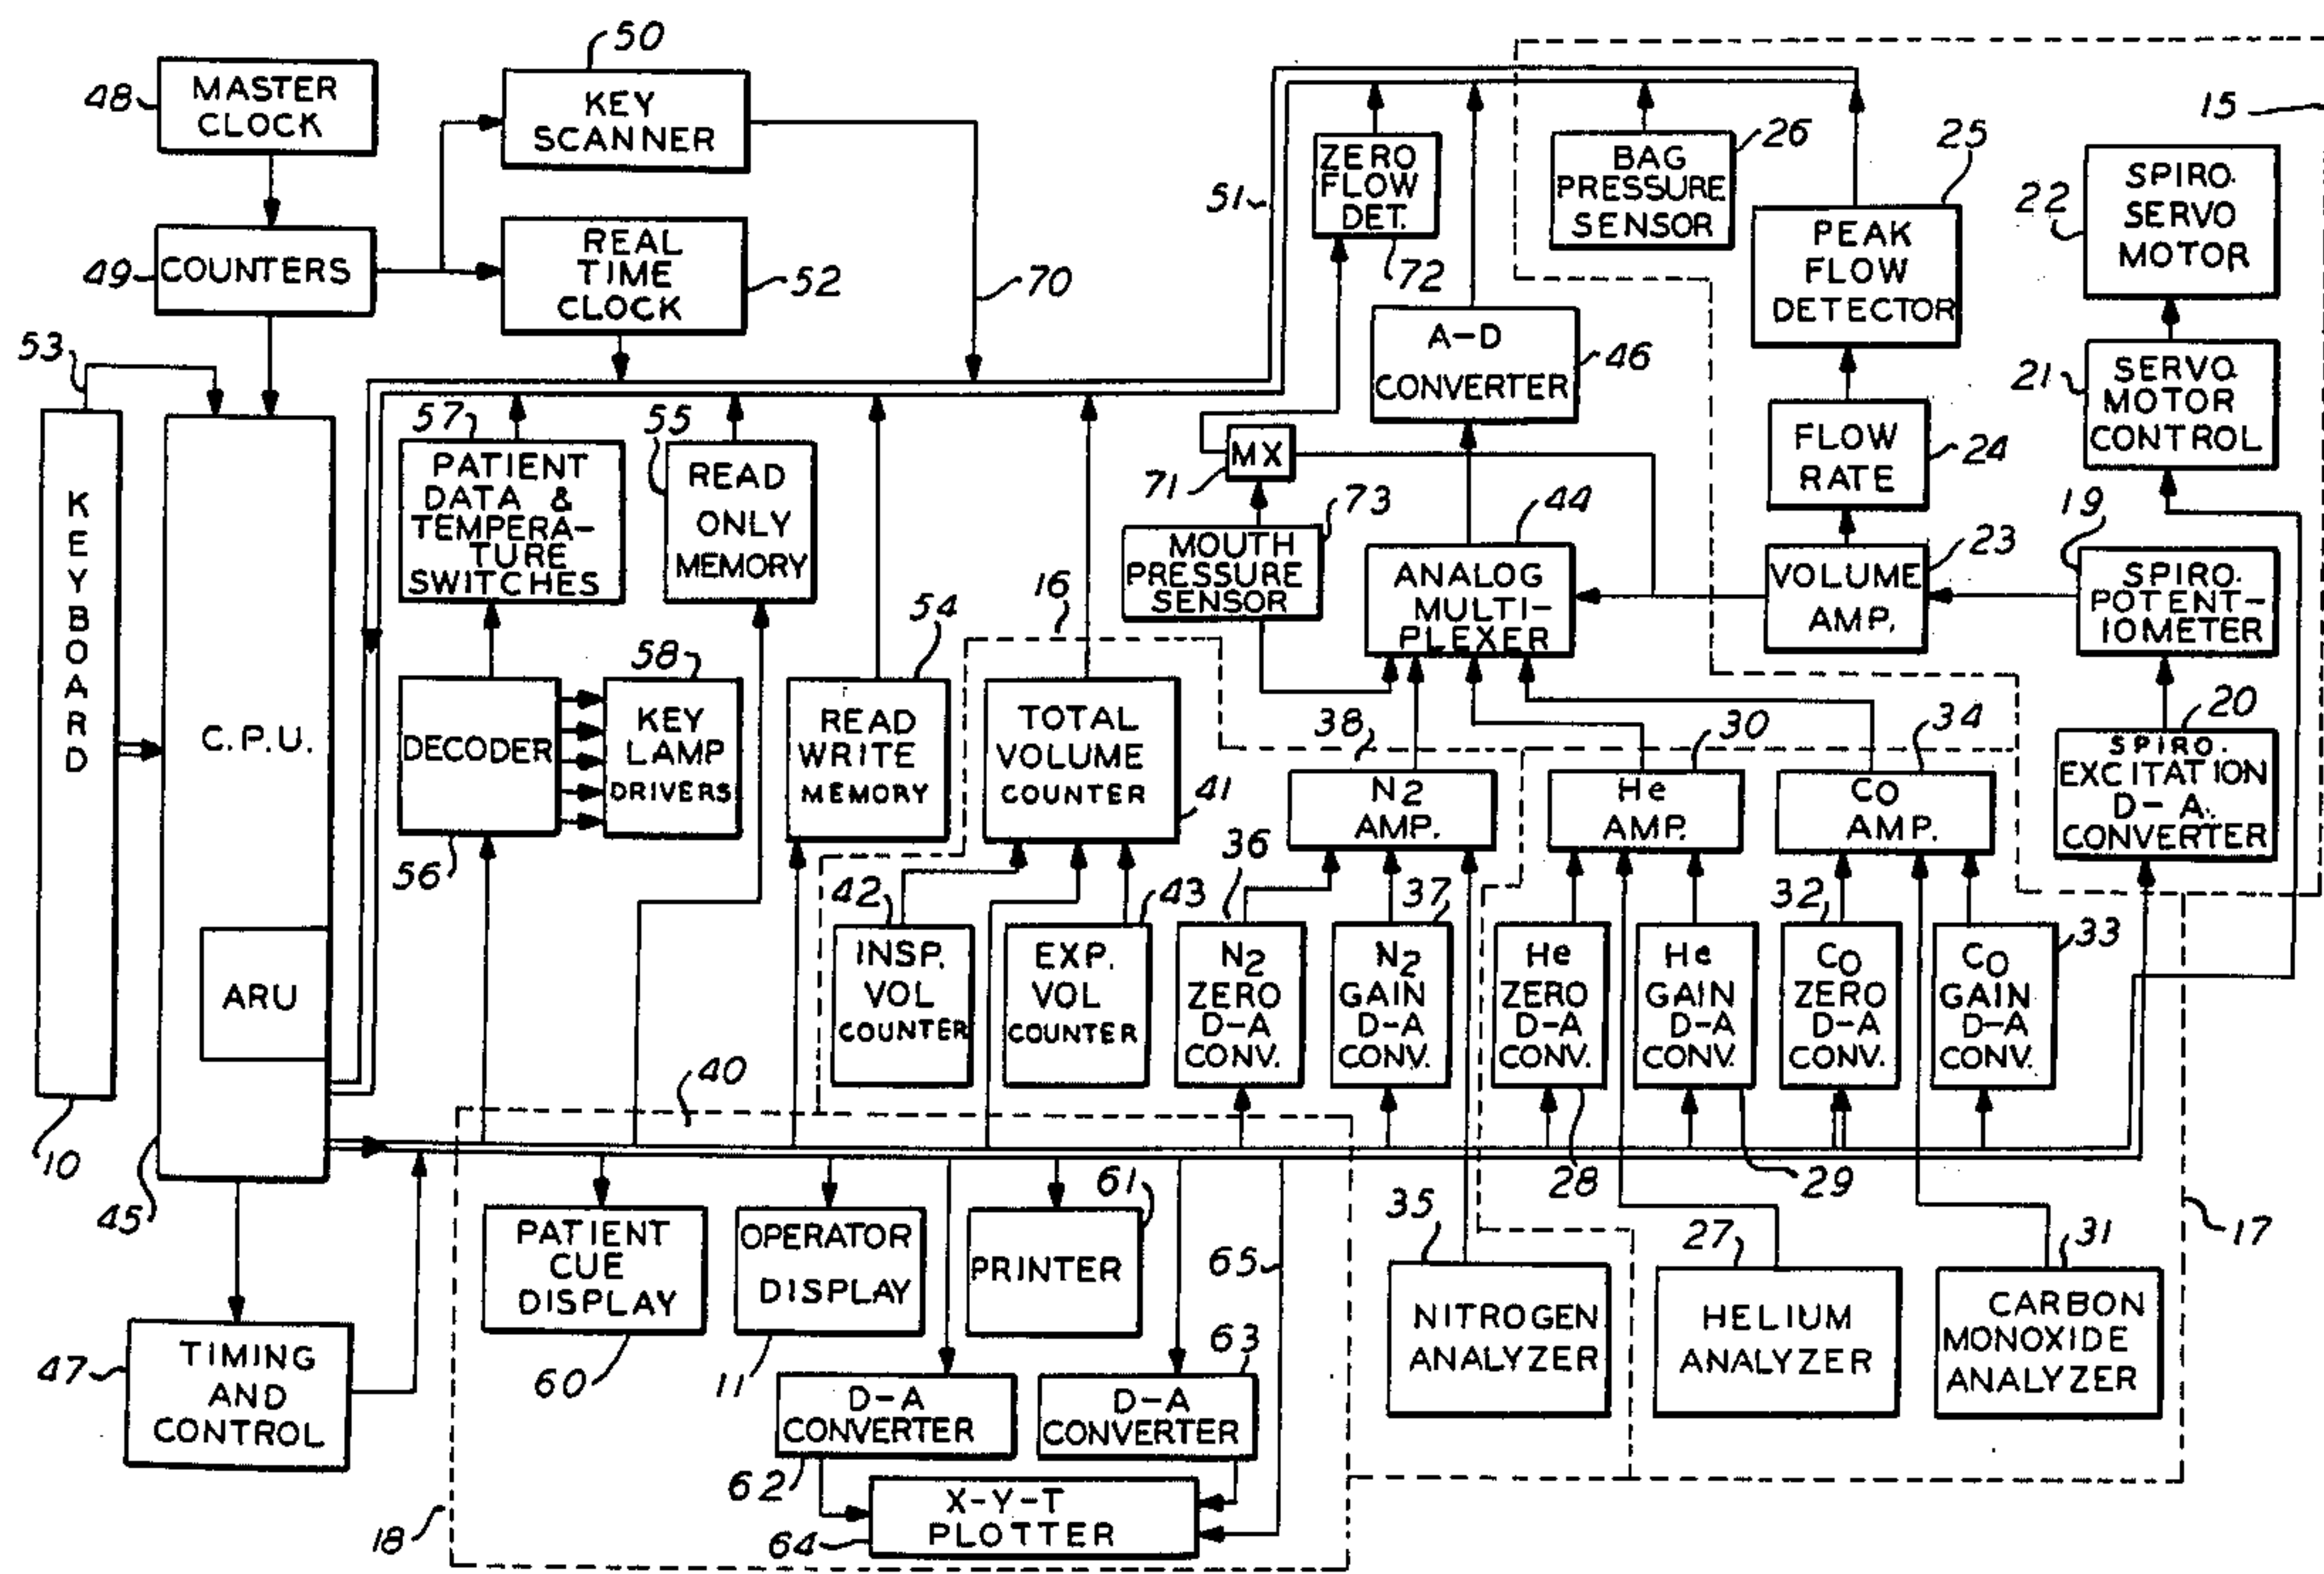 50
48
MASTER
CLOCK
KEY
SCANNER
15
26
25
49
COUNTERS
REAL
TIME
CLOCK
52
70
51
ZERO
FLOW
DET.
72
BAG
PRESSURE
SENSOR
PEAK
FLOW
DETECTOR
22
SPIRO.
SERVO
MOTOR
53
A-D
CONVERTER
46
21
SERVO.
MOTOR
CONTROL
57
55
KEYBOARD
10
C.P.U.
ARU
45
PATIENT
DATA &
TEMPERA-
TURE
SWITCHES
READ
ONLY
MEMORY
MX
71
73
MOUTH
PRESSURE
SENSOR
44
ANALOG
MULTI-
PLEXER
FLOW
RATE
24
VOLUME
AMP.
23
19
SPIRO.
POTENT-
IOMETER
16
54
58
DECODER
56
KEY
LAMP
DRIVERS
READ
WRITE
MEMORY
TOTAL
VOLUME
COUNTER
41
38
N2
AMP.
30
He
AMP.
34
CO
AMP.
20
SPIRO.
EXCITATION
D-A.
CONVERTER
42
INSP.
VOL
COUNTER
43
EXP.
VOL
COUNTER
36
N2
ZERO
D-A
CONV.
37
N2
GAIN
D-A
CONV.
He
ZERO
D-A
CONV.
28
He
GAIN
D-A
CONV.
29
32
CO
ZERO
D-A
CONV.
33
CO
GAIN
D-A
CONV.
40
47
TIMING
AND
CONTROL
PATIENT
CUE
DISPLAY
60
OPERATOR
DISPLAY
11
61
PRINTER
65
35
NITROGEN
ANALYZER
27
HELIUM
ANALYZER
31
CARBON
MONOXIDE
ANALYZER
17
D-A
CONVERTER
62
63
D-A
CONVERTER
18
64
X-Y-T
PLOTTER